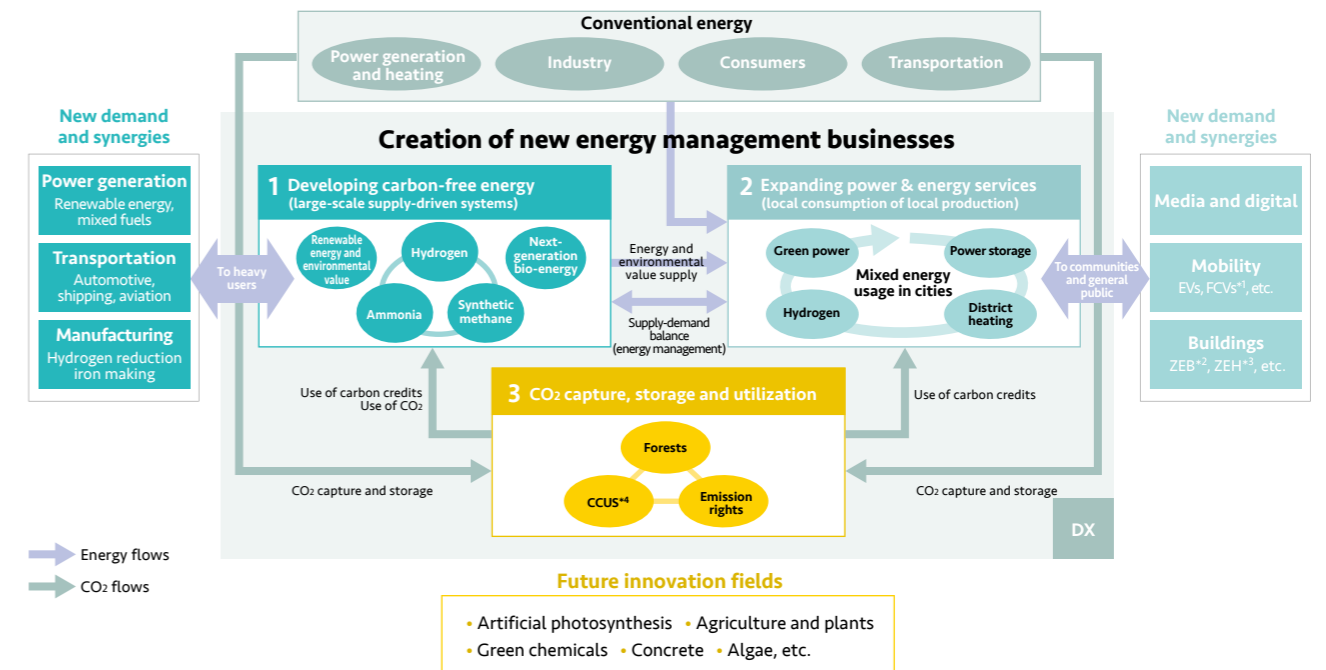 Conventional energy
Power generation
and heating
Industry
Consumers
Transportation
New demand
and synergies
Power generation
Renewable energy,
mixed fuels
Transportation
Automotive,
shipping, aviation
Manufacturing
Hydrogen reduction
iron making
To heavy
users
Creation of new energy management businesses
1 Developing carbon-free energy
(large-scale supply-driven systems)
Renewable
energy and
environmental
value
Hydrogen
Next-
generation
bio-energy
Ammonia
Synthetic
methane
Energy and
environmental
value supply
Supply-demand
balance
(energy management)
2 Expanding power & energy services
(local consumption of local production)
Green power
Power storage
Mixed energy
usage in cities
Hydrogen
District
heating
To communities
and general
public
New demand
and synergies
Media and digital
Mobility
EVs, FCVs*1, etc.
Buildings
ZEB*2, ZEH*3, etc.
Use of carbon credits
Use of CO2
3 CO2 capture, storage and utilization
Forests
CCUS*4
Emission
rights
Use of carbon credits
CO2 capture and storage
CO2 capture and storage
DX
Energy flows
CO2 flows
Future innovation fields
• Artificial photosynthesis • Agriculture and plants
• Green chemicals • Concrete • Algae, etc.